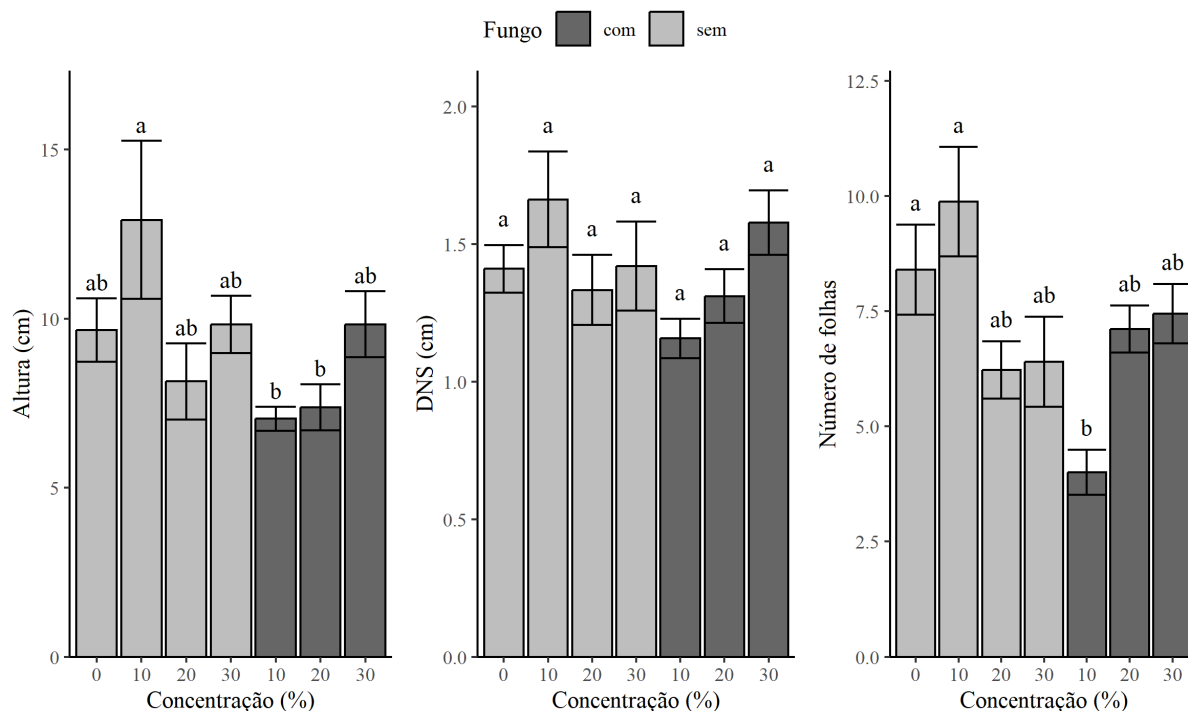 Fungo com sem
Altura (cm)
15
10
5
0
ab
a
ab
ab
b
b
ab
0 10 20 30 10 20 30
Concentração (%)
DNS (cm)
2.0
1.5
1.0
0.5
0.0
a
a
a
a
a
a
a
0 10 20 30 10 20 30
Concentração (%)
Número de folhas
12.5
10.0
7.5
5.0
2.5
0.0
a
a
ab
ab
b
ab
ab
0 10 20 30 10 20 30
Concentração (%)